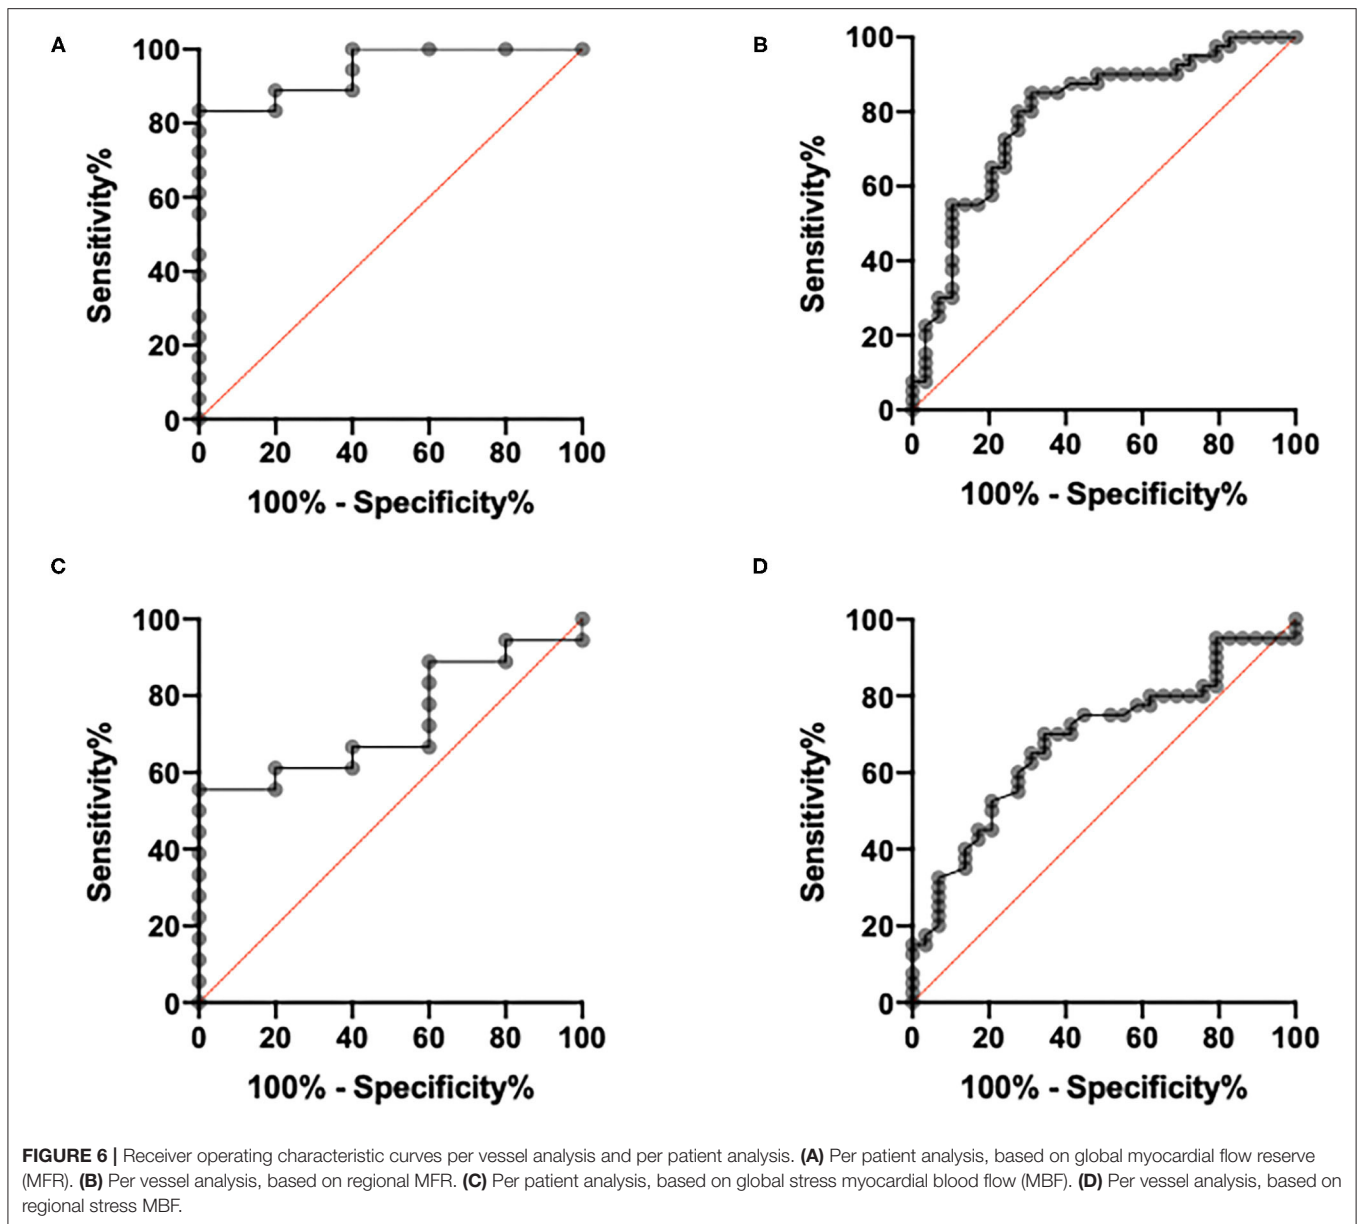 A
100
80
60
40
20
0
Sensitivity%
0 20 40 60 80 100
100% - Specificity%
B
100
80
60
40
20
0
Sensitivity%
0 20 40 60 80 100
100% - Specificity%
C
100
80
60
40
20
0
Sensitivity%
0 20 40 60 80 100
100% - Specificity%
D
100
80
60
40
20
0
Sensitivity%
0 20 40 60 80 100
100% - Specificity%
FIGURE 6 | Receiver operating characteristic curves per vessel analysis and per patient analysis. (A) Per patient analysis, based on global myocardial flow reserve
(MFR). (B) Per vessel analysis, based on regional MFR. (C) Per patient analysis, based on global stress myocardial blood flow (MBF). (D) Per vessel analysis, based on
regional stress MBF.